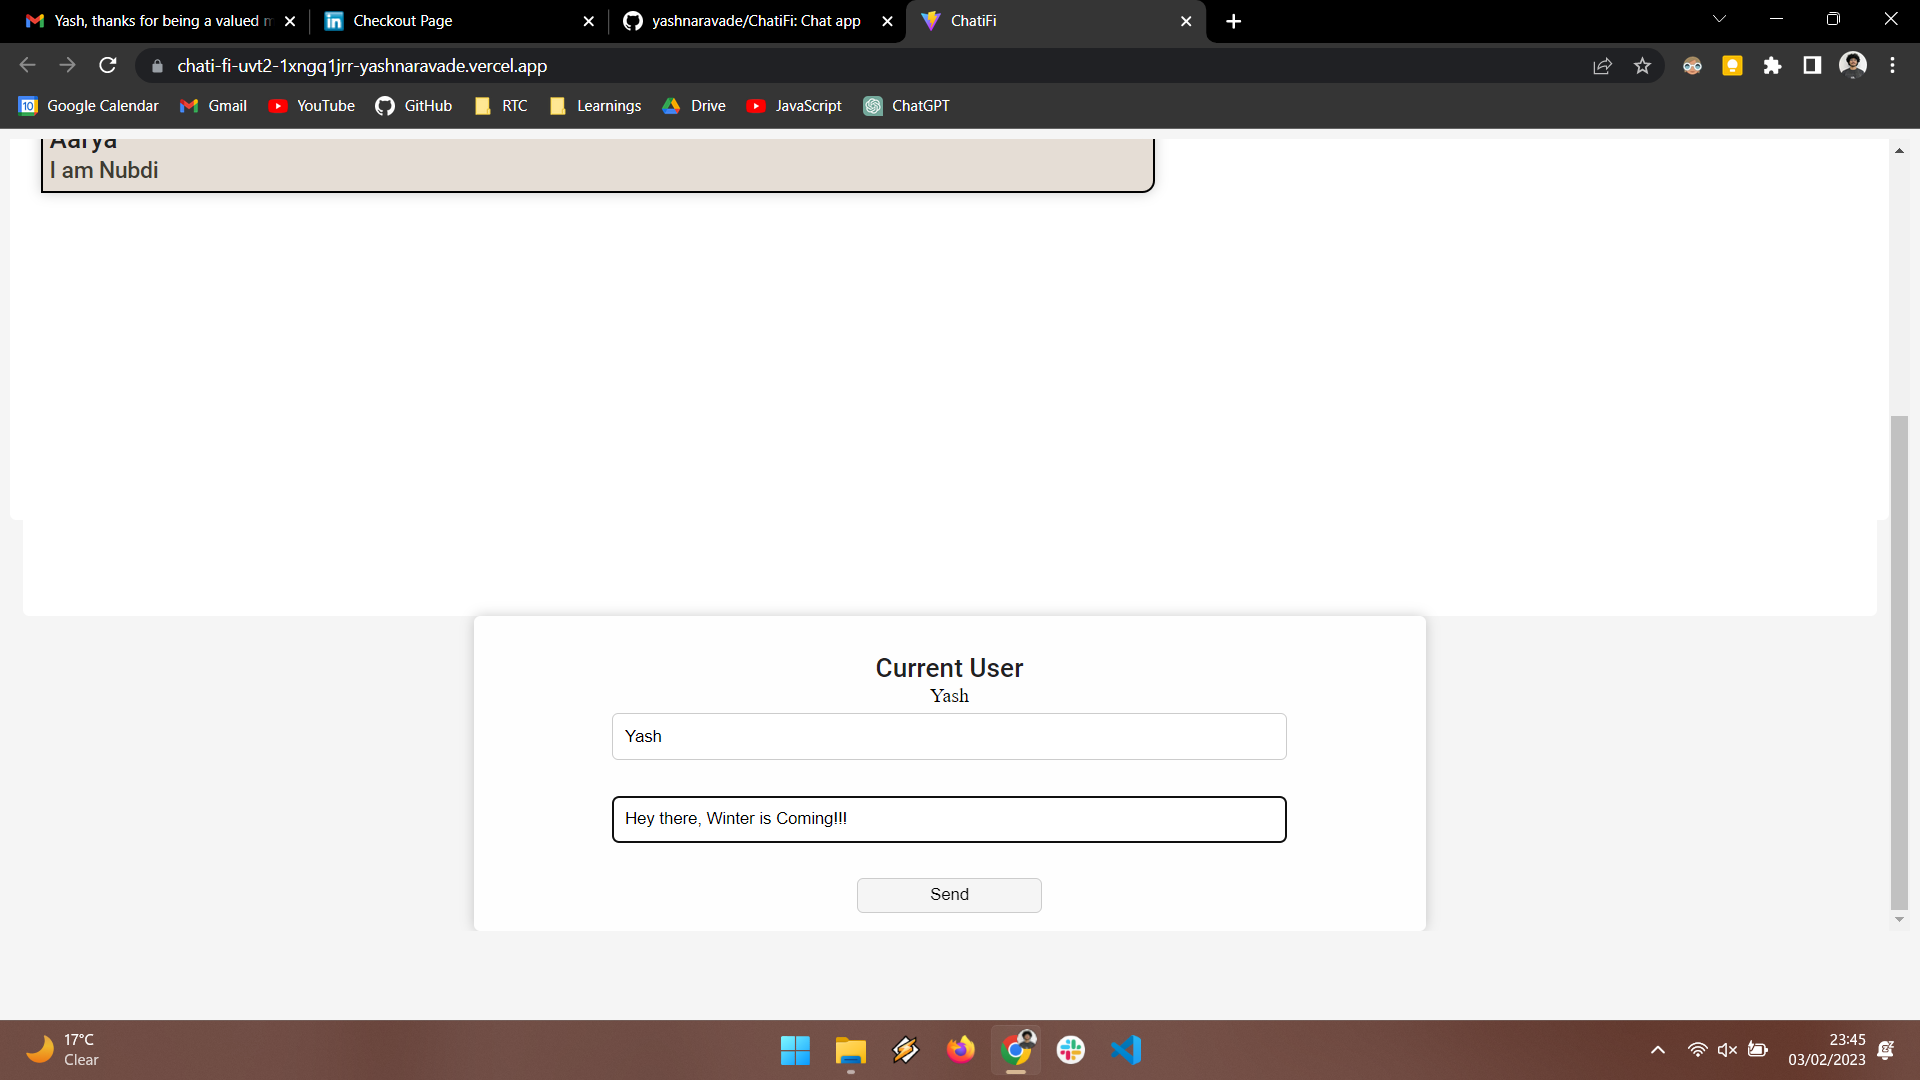 Yash, thanks for being a valued m
Checkout Page
yashnaravade/ChatiFi: Chat app
ChatiFi
chati-fi-uvt2-1xngq1jrr-yashnaravade.vercel.app
10 Google Calendar
Gmail
YouTube
GitHub
RTC
Learnings
Drive
JavaScript
ChatGPT
Aarya
I am Nubdi
Current User
Yash
Yash
Hey there, Winter is Coming!!!
Send
17°C
Clear
23:45
03/02/2023